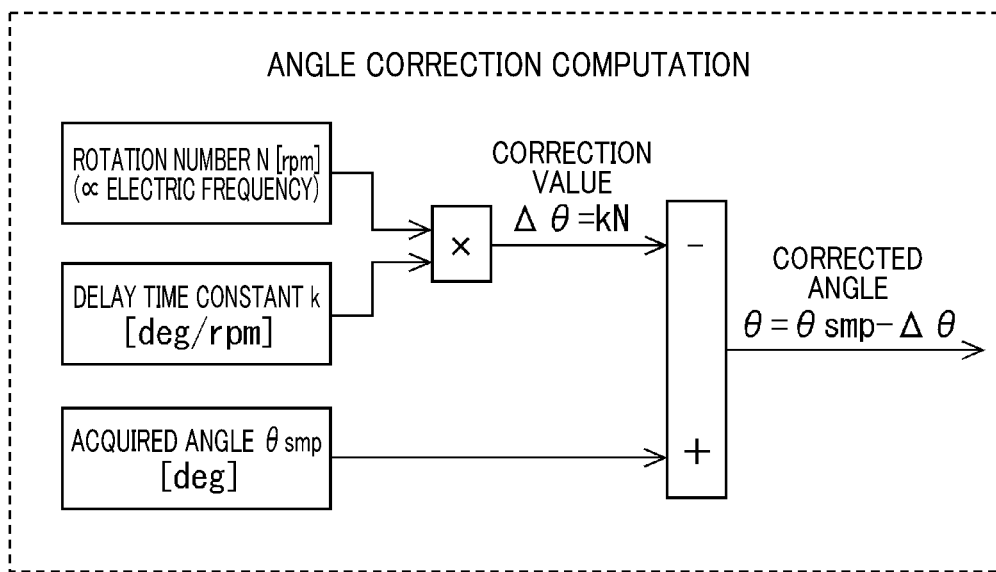 ANGLE CORRECTION COMPUTATION
ROTATION NUMBER N [rpm]
(∝ ELECTRIC FREQUENCY)
DELAY TIME CONSTANT k
[deg/rpm]
ACQUIRED ANGLE θ smp
[deg]
×
CORRECTION
VALUE
Δ θ =kN
-
+
CORRECTED
ANGLE
θ = θ smp- Δ θ